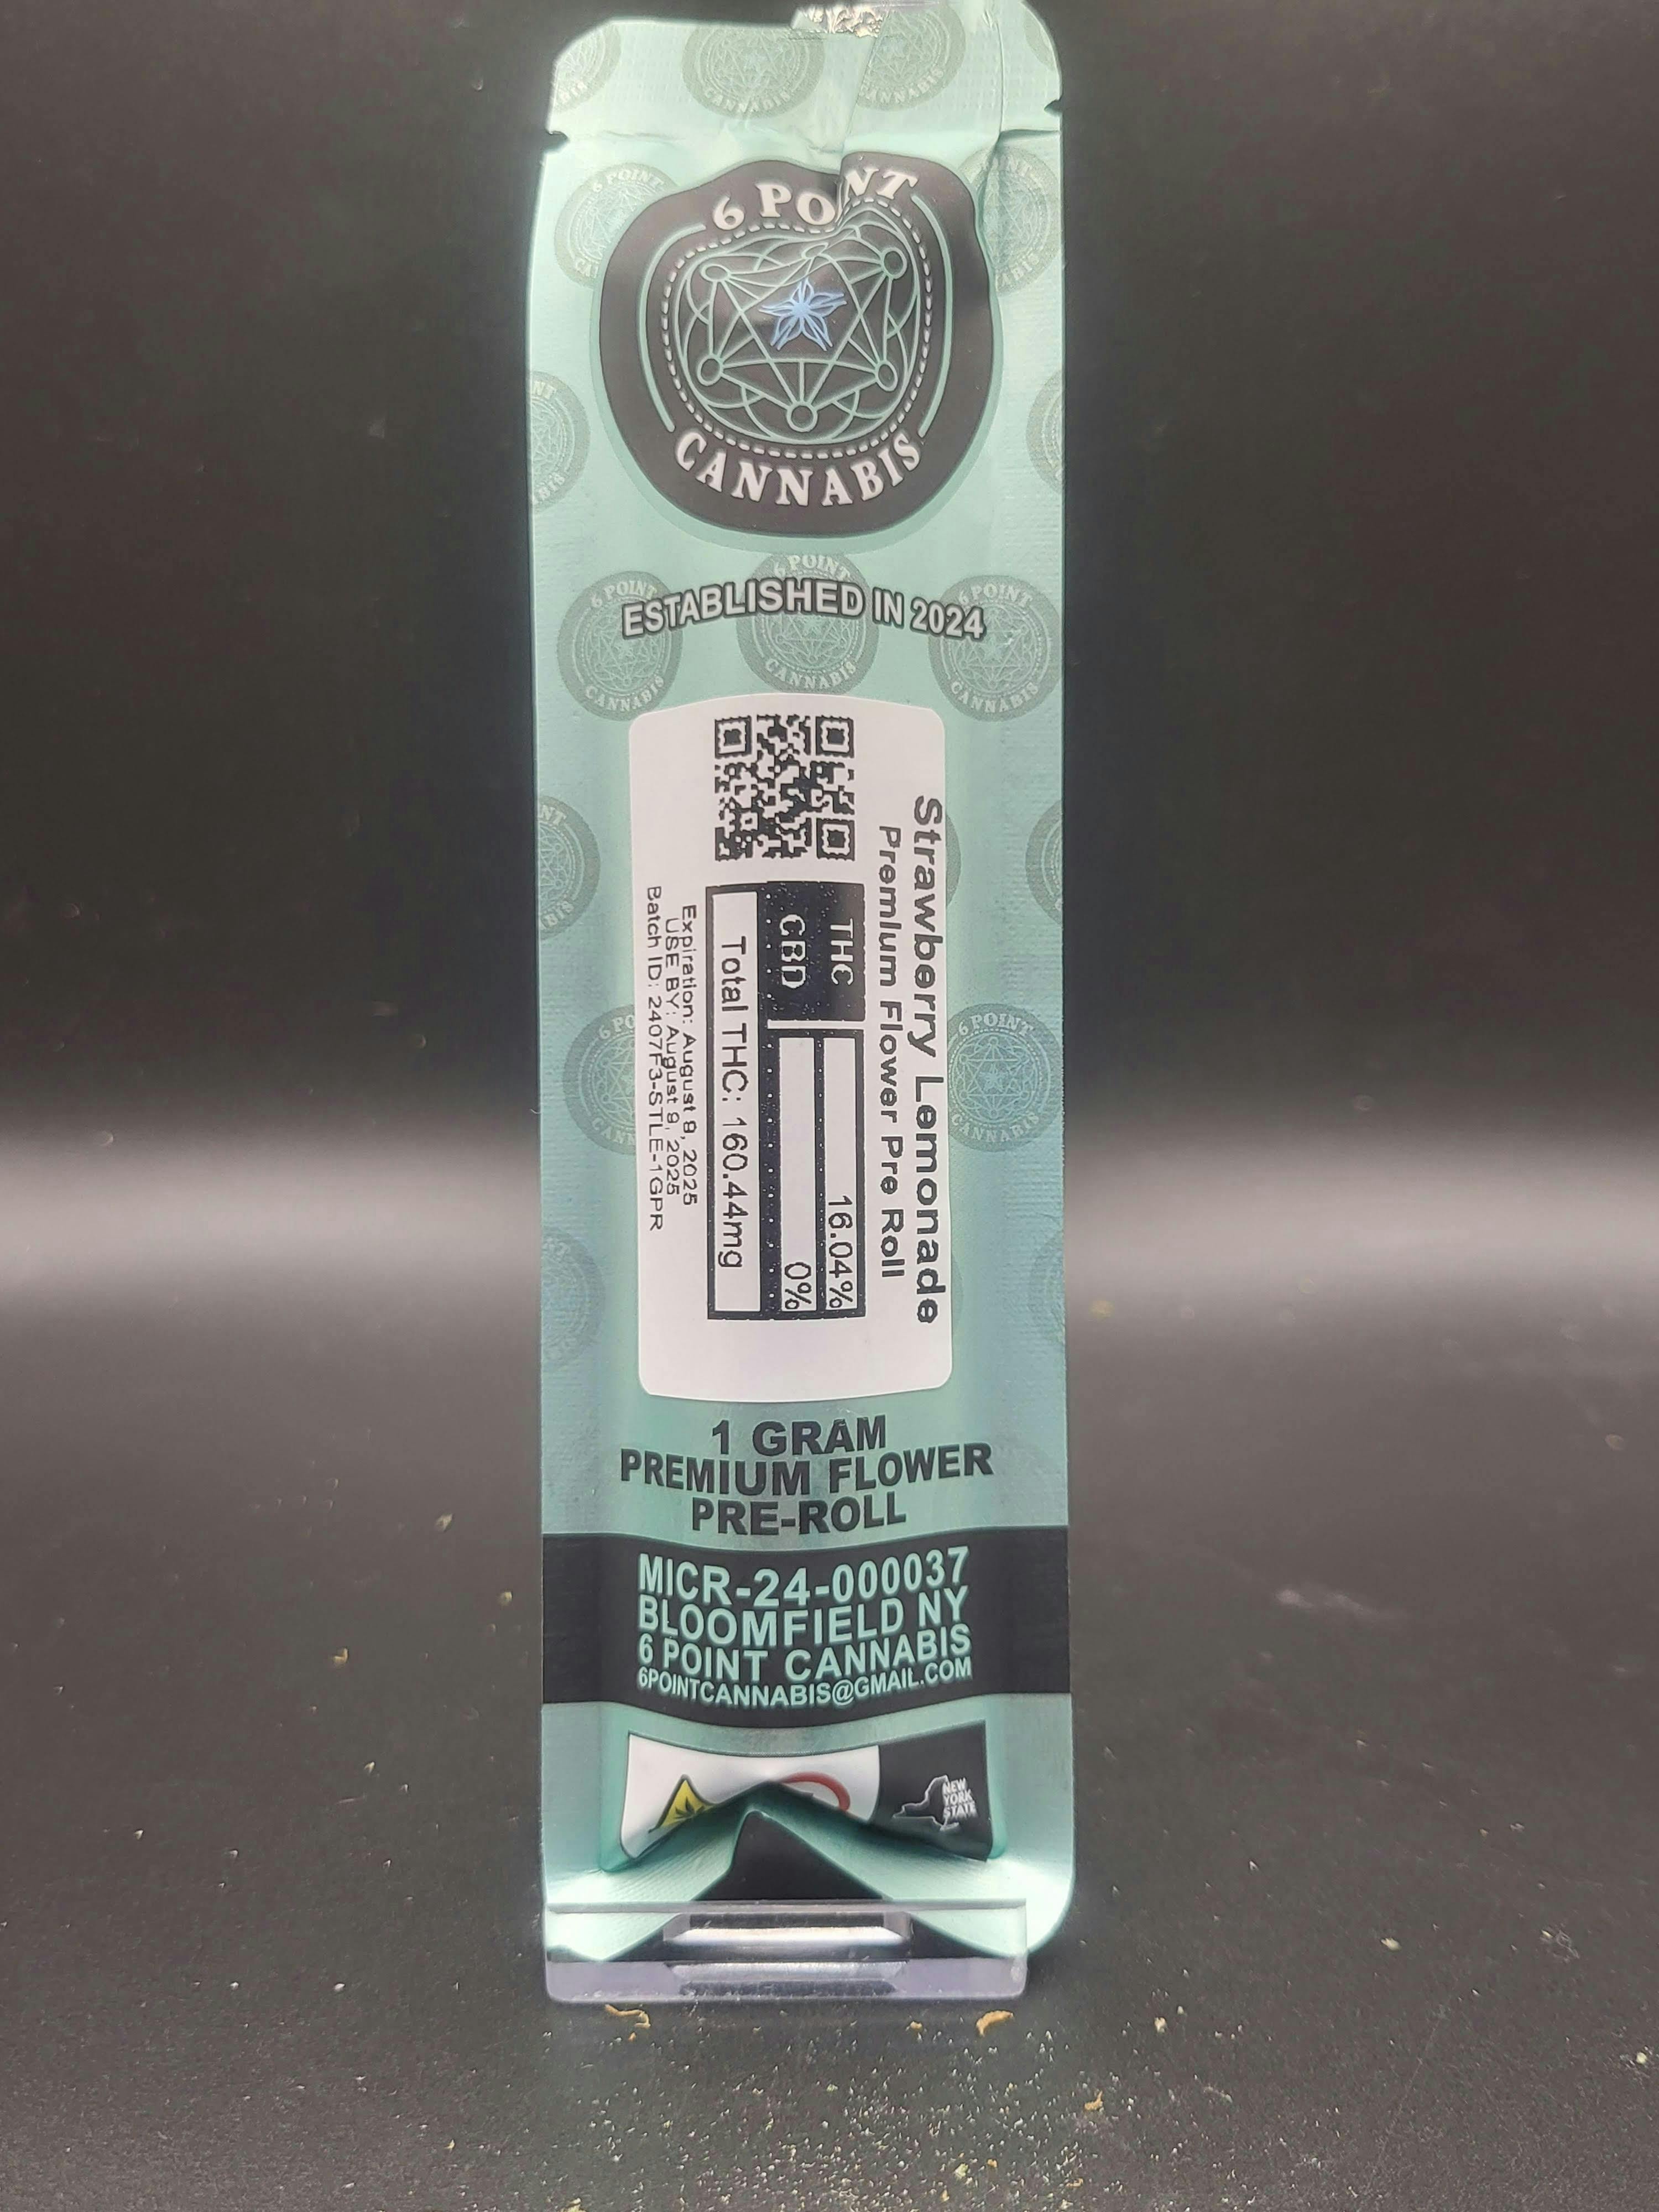 6 POINT
CANNABIS
ESTABLISHED IN 2024
Strawberry Lemonade
Premium Flower Pre Roll
THC 16.04%
CBD 0%
Total THC: 160.44mg
Expiration: August 9, 2025
USE BY: August 9, 2025
Batch ID: 2407F3-STLE-1GPR
1 GRAM
PREMIUM FLOWER
PRE-ROLL
MICR-24-000037
BLOOMFIELD NY
6 POINT CANNABIS
6POINTCANNABIS@GMAIL.COM
NEW
YORK
STATE